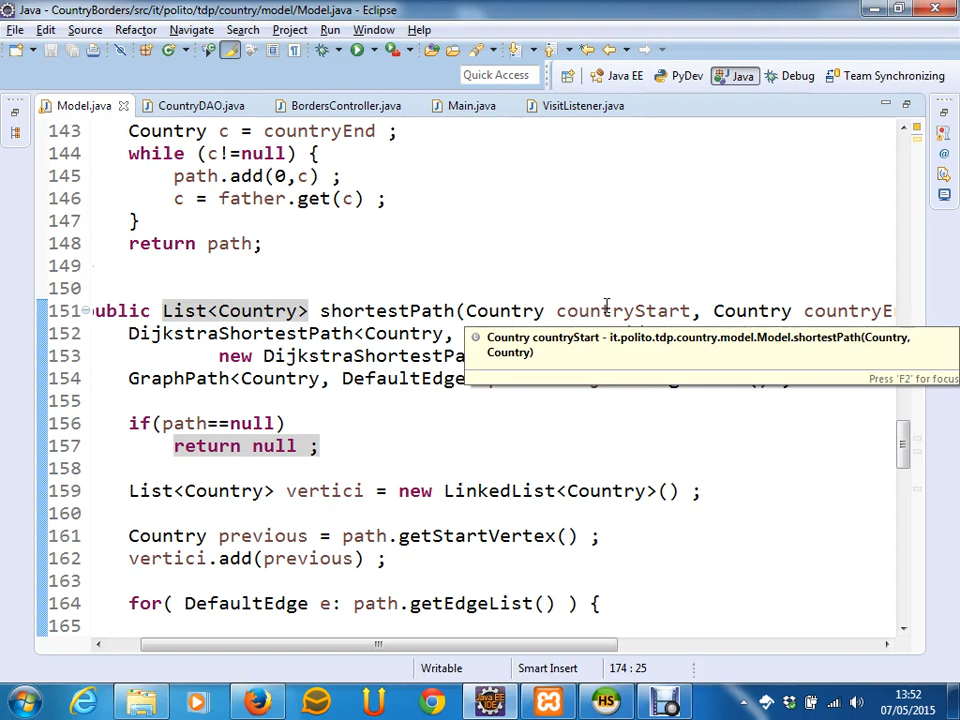 Java - CountryBorders/src/it/polito/tdp/country/model/Model.java - Eclipse
File Edit Source Refactor Navigate Search Project Run Window Help
Quick Access Java EE PyDev Java Debug Team Synchronizing
Model.java CountryDAO.java BordersController.java Main.java VisitListener.java
143 Country c = countryEnd ;
144 while (c!=null) {
145 path.add(0,c) ;
146 c = father.get(c) ;
147 }
148 return path;
149
150
151 ublic List<Country> shortestPath(Country countryStart, Country countryE
152 DijkstraShortestPath<Country,
153 new DijkstraShortestPat
154 GraphPath<Country, DefaultEdge
Country countryStart - it.polito.tdp.country.model.Model.shortestPath(Country,
Country)
Press 'F2' for focus
155
156 if(path==null)
157 return null ;
158
159 List<Country> vertici = new LinkedList<Country>() ;
160
161 Country previous = path.getStartVertex() ;
162 vertici.add(previous) ;
163
164 for( DefaultEdge e: path.getEdgeList() ) {
165
Writable Smart Insert 174 : 25
Java EE
IDE
HS
13:52
07/05/2015